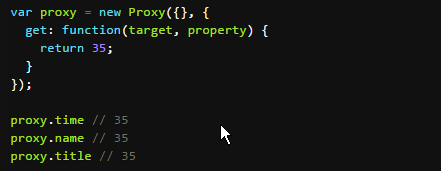 var proxy = new Proxy({}, {
  get: function(target, property) {
    return 35;
  }
});

proxy.time // 35
proxy.name // 35
proxy.title // 35